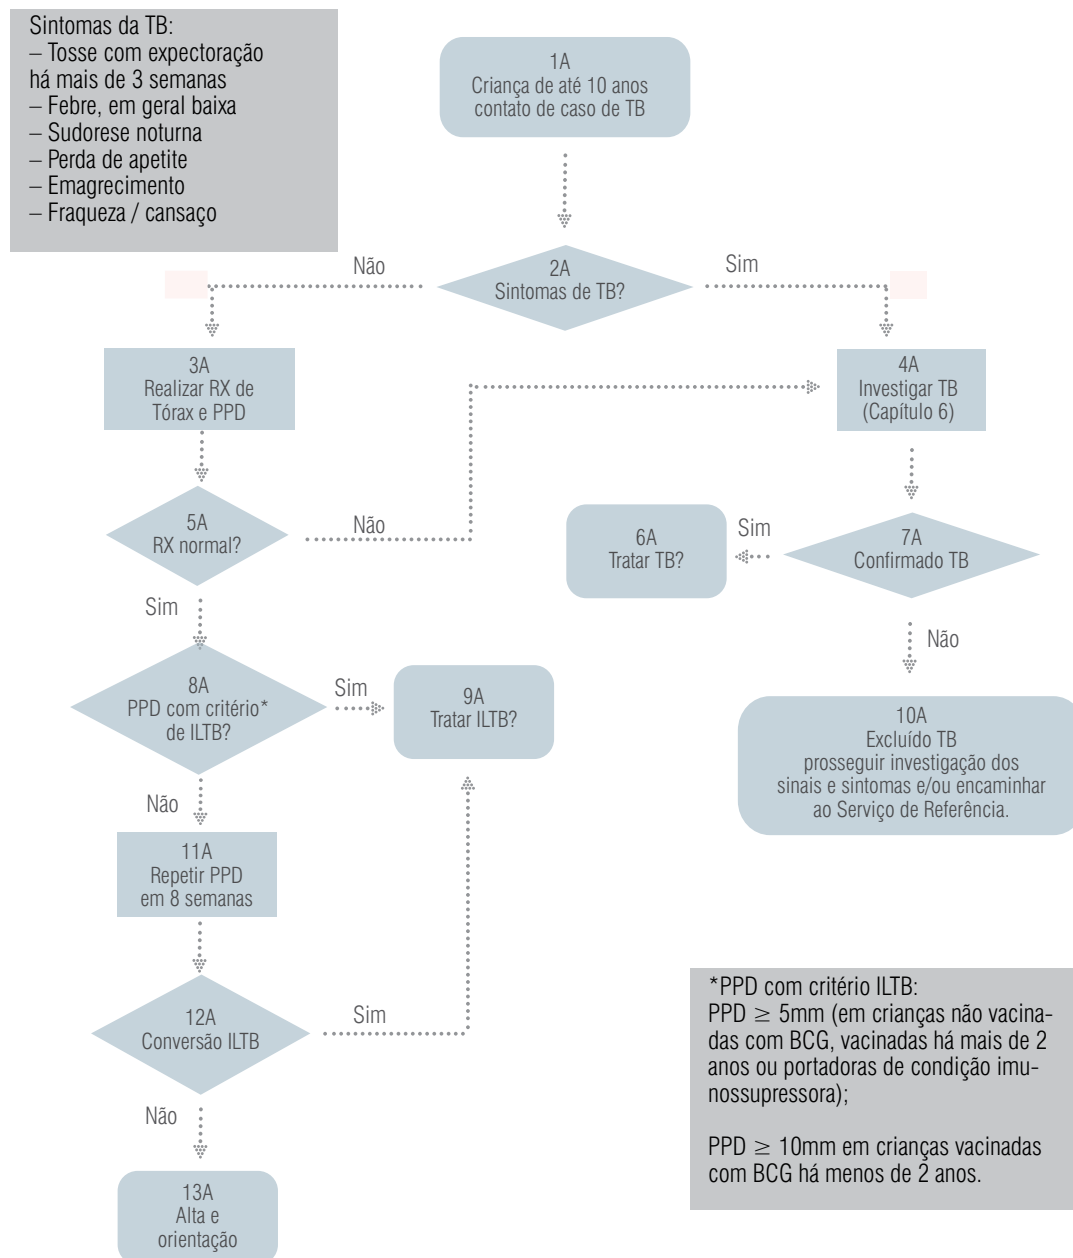 Sintomas da TB:
– Tosse com expectoração
há mais de 3 semanas
– Febre, em geral baixa
– Sudorese noturna
– Perda de apetite
– Emagrecimento
– Fraqueza / cansaço
1A
Criança de até 10 anos
contato de caso de TB
Não
2A
Sintomas de TB?
Sim
3A
Realizar RX de
Tórax e PPD
4A
Investigar TB
(Capítulo 6)
5A
RX normal?
Não
6A
Tratar TB?
Sim
7A
Confirmado TB
Sim
Não
8A
PPD com critério*
de ILTB?
Sim
9A
Tratar ILTB?
10A
Excluído TB
prosseguir investigação dos
sinais e sintomas e/ou encaminhar
ao Serviço de Referência.
Não
11A
Repetir PPD
em 8 semanas
12A
Conversão ILTB
Sim
Não
13A
Alta e
orientação
*PPD com critério ILTB:
PPD ≥ 5mm (em crianças não vacina-
das com BCG, vacinadas há mais de 2
anos ou portadoras de condição imu-
nossupressora);
PPD ≥ 10mm em crianças vacinadas
com BCG há menos de 2 anos.